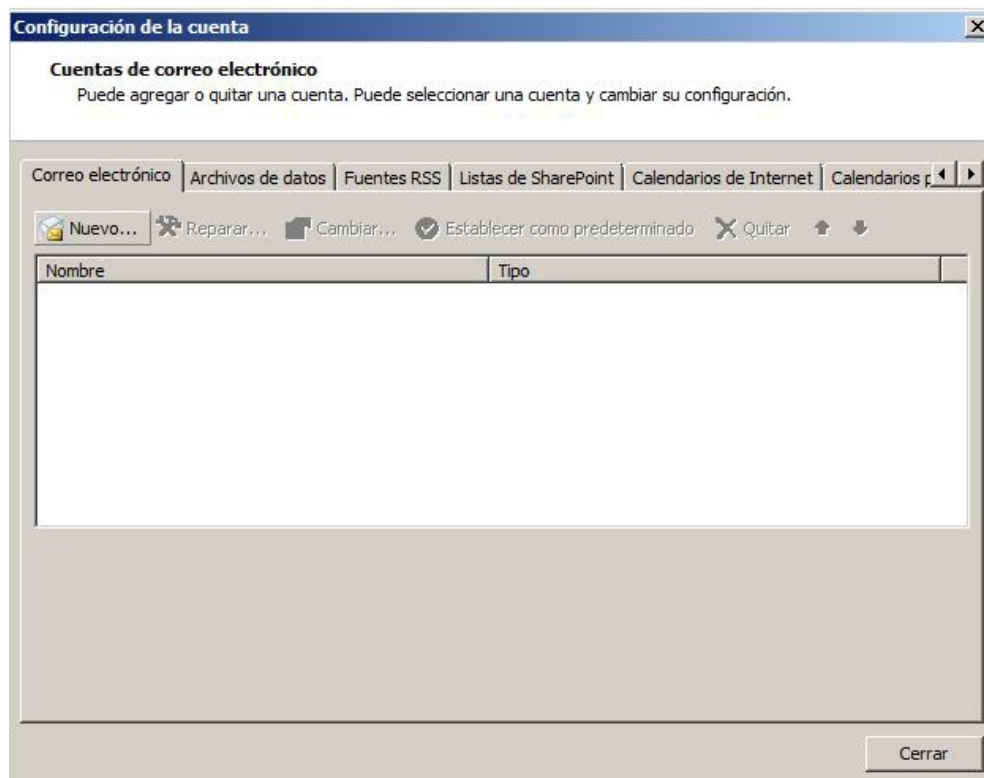 Configuración de la cuenta
Cuentas de correo electrónico
Puede agregar o quitar una cuenta. Puede seleccionar una cuenta y cambiar su configuración.
Correo electrónico Archivos de datos Fuentes RSS Listas de SharePoint Calendarios de Internet Calendarios
Nuevo... Reparar... Cambiar... Establecer como predeterminado Quitar
Nombre Tipo
Cerrar